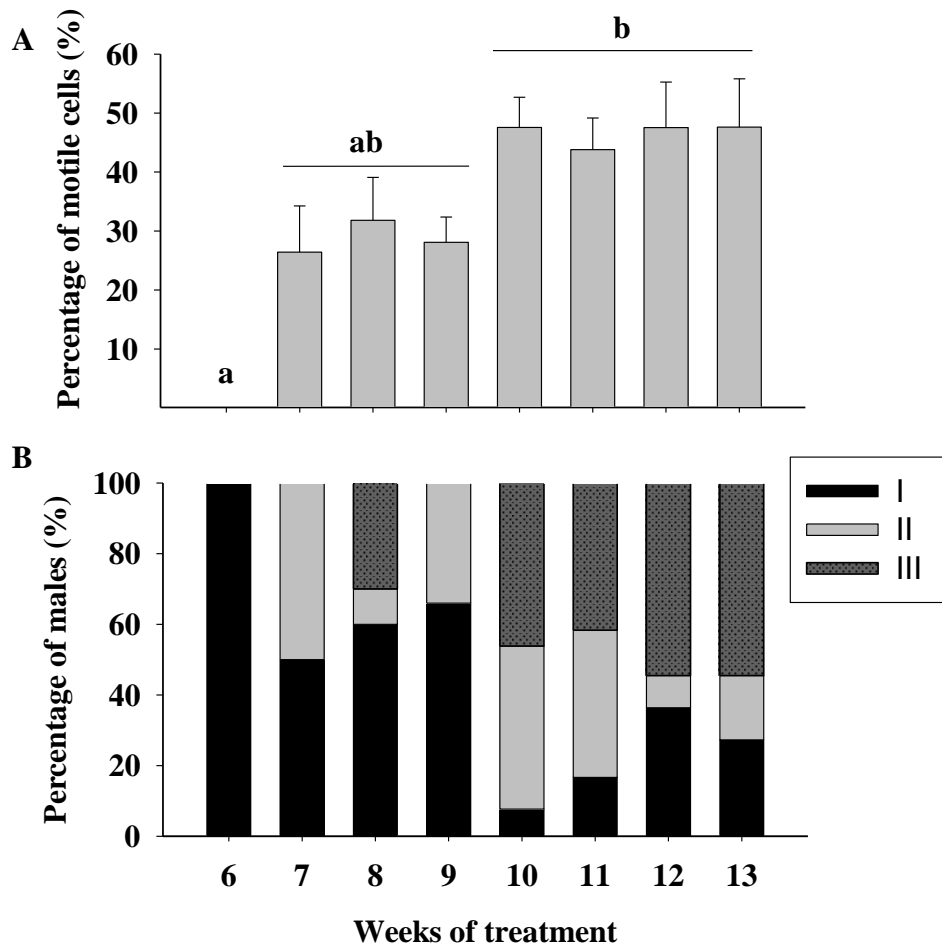 A
Percentage of motile cells (%)
60
50
40
30
20
10
a
ab
b
B
Percentage of males (%)
100
80
60
40
20
0
I
II
III
6 7 8 9 10 11 12 13
Weeks of treatment